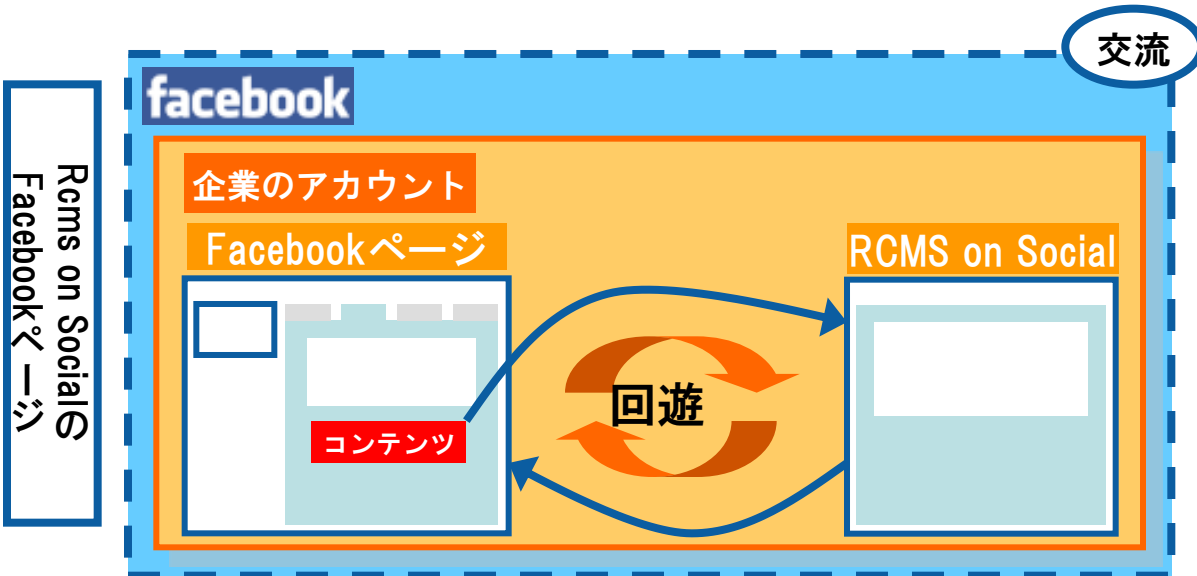 交流
facebook
Rcms on Socialの
Facebookページ
企業のアカウント
Facebookページ
RCMS on Social
回遊
コンテンツ